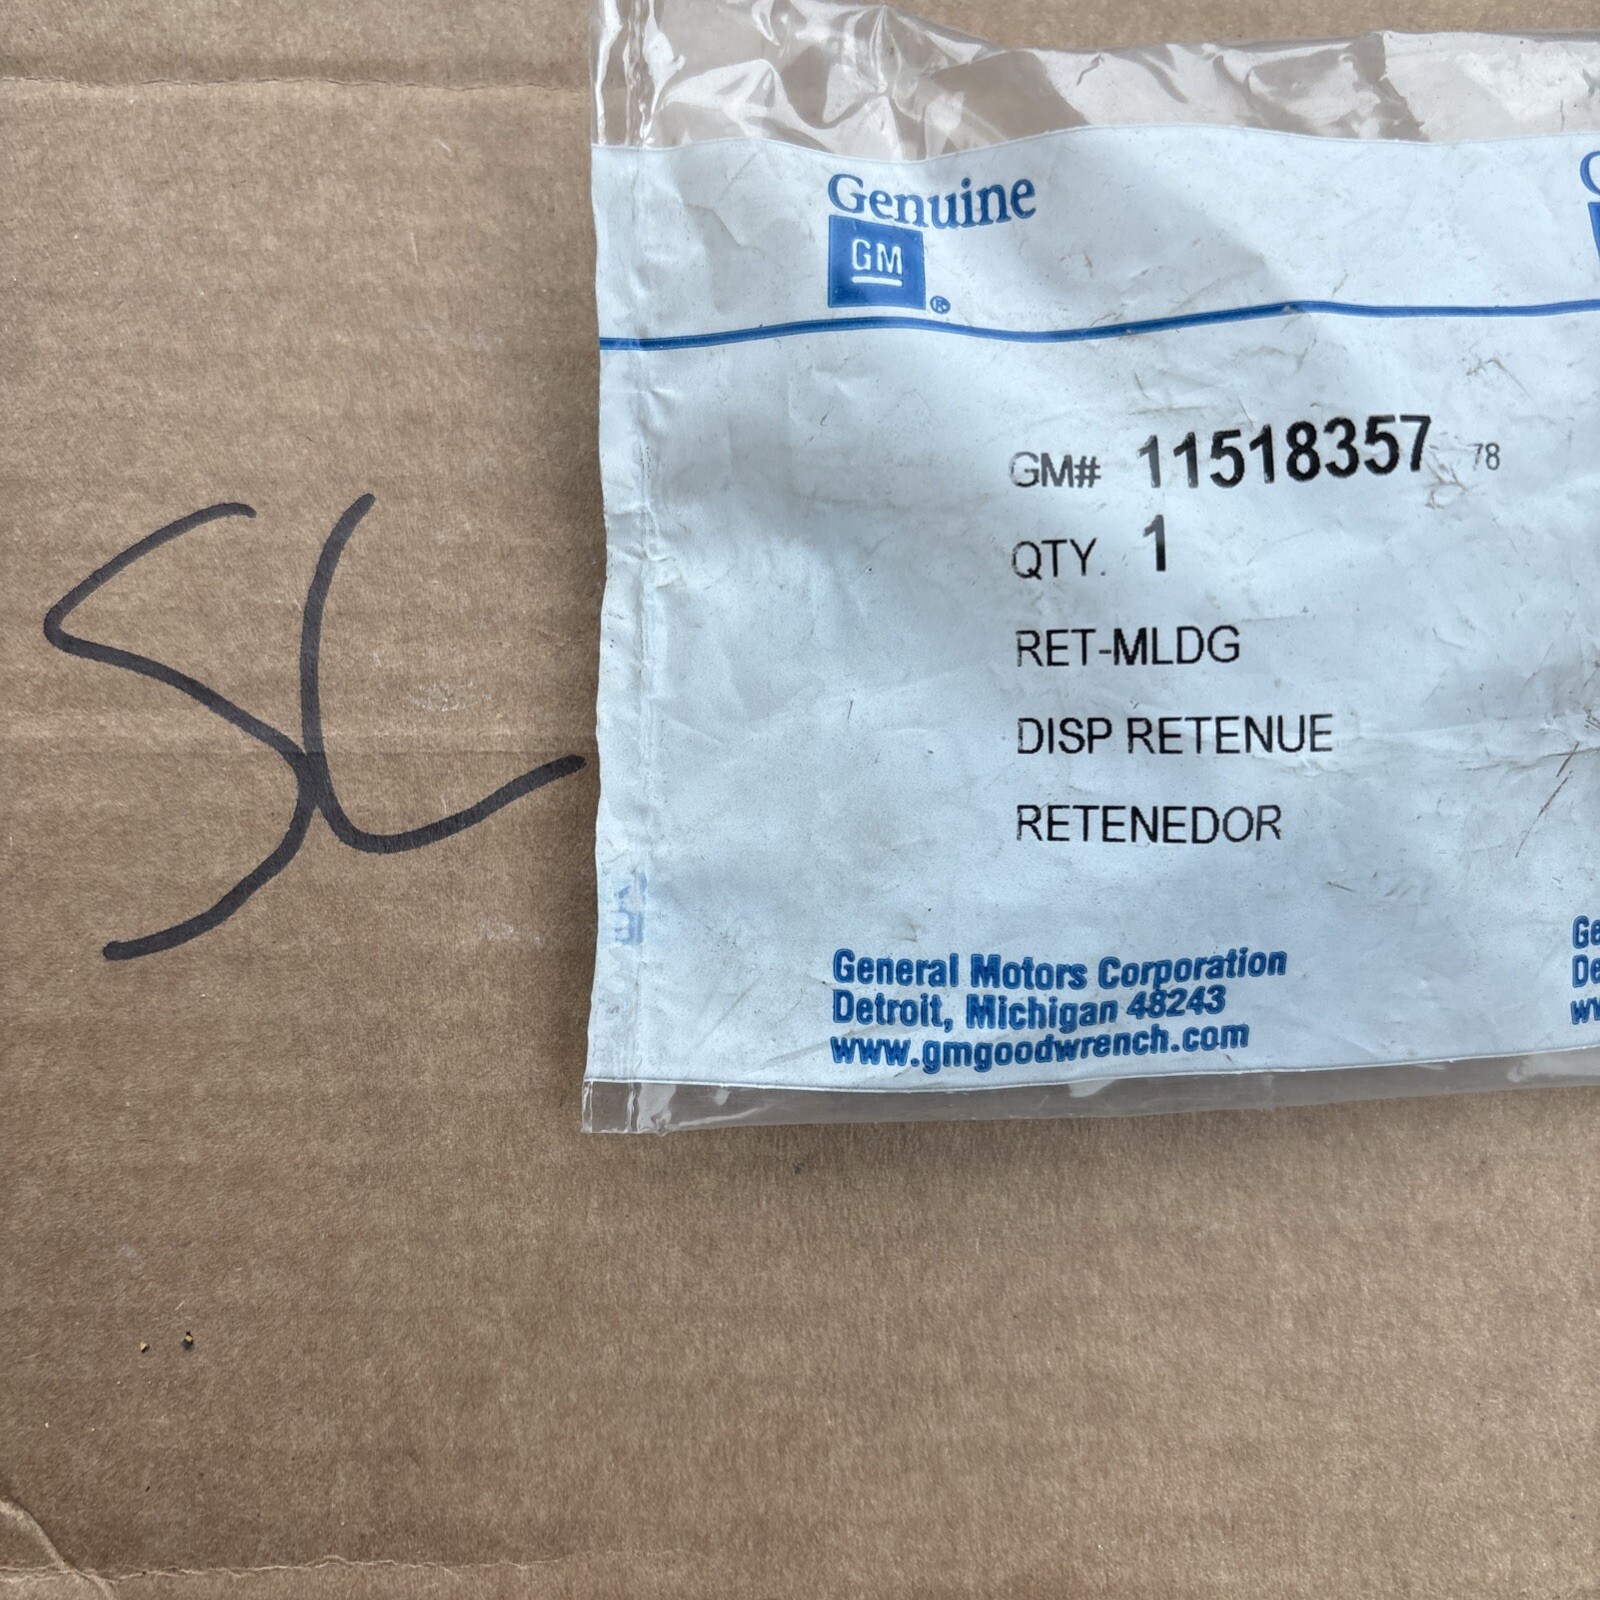 SL
Genuine
GM
®
GM# 11518357 78
QTY. 1
RET-MLDG
DISP RETENUE
RETENEDOR
General Motors Corporation
Detroit, Michigan 48243
www.gmgoodwrench.com